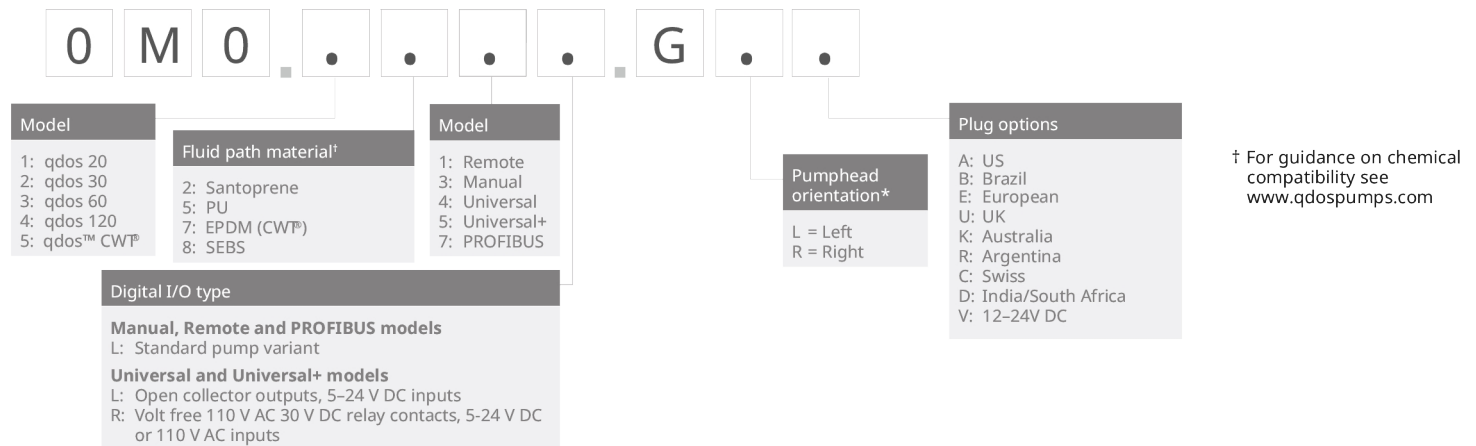 0 M 0 . . . . . . G . .
Model
1: qdos 20
2: qdos 30
3: qdos 60
4: qdos 120
5: qdos™ CWT®
Fluid path material†
2: Santoprene
5: PU
7: EPDM (CWT®)
8: SEBS
Model
1: Remote
3: Manual
4: Universal
5: Universal+
7: PROFIBUS
Digital I/O type
Manual, Remote and PROFIBUS models
L: Standard pump variant
Universal and Universal+ models
L: Open collector outputs, 5–24 V DC inputs
R: Volt free 110 V AC 30 V DC relay contacts, 5-24 V DC
or 110 V AC inputs
Pumphead
orientation*
L = Left
R = Right
Plug options
A: US
B: Brazil
E: European
U: UK
K: Australia
R: Argentina
C: Swiss
D: India/South Africa
V: 12–24V DC
† For guidance on chemical
compatibility see
www.qdospumps.com